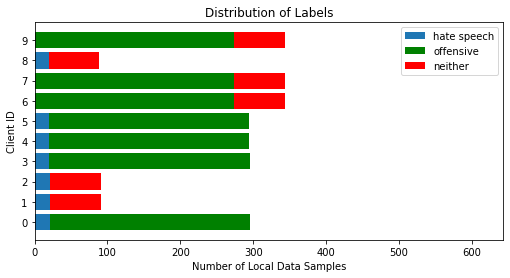 Distribution of Labels
hate speech
offensive
neither
Client ID
9
8
7
6
5
4
3
2
1
0
0 100 200 300 400 500 600
Number of Local Data Samples